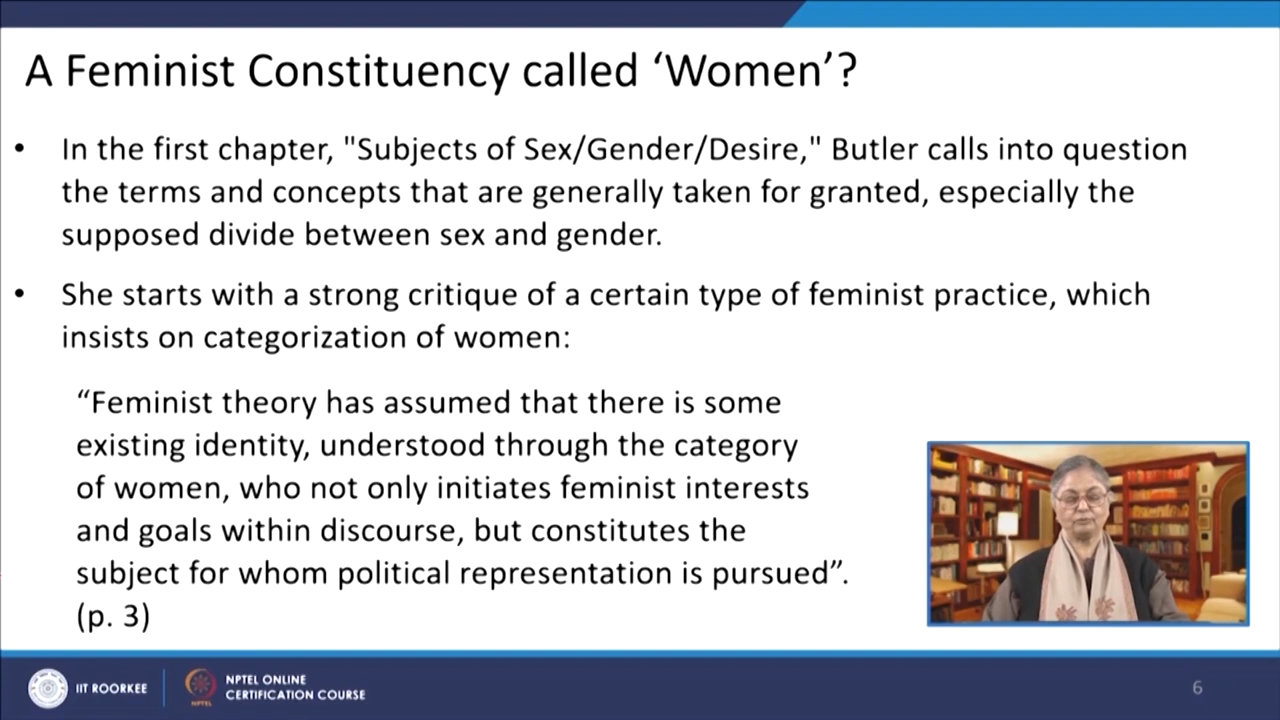 A Feminist Constituency called ‘Women’?
• In the first chapter, "Subjects of Sex/Gender/Desire," Butler calls into question
the terms and concepts that are generally taken for granted, especially the
supposed divide between sex and gender.
• She starts with a strong critique of a certain type of feminist practice, which
insists on categorization of women:
“Feminist theory has assumed that there is some
existing identity, understood through the category
of women, who not only initiates feminist interests
and goals within discourse, but constitutes the
subject for whom political representation is pursued”.
(p. 3)
IIT ROORKEE
NPTEL
NPTEL ONLINE
CERTIFICATION COURSE
6